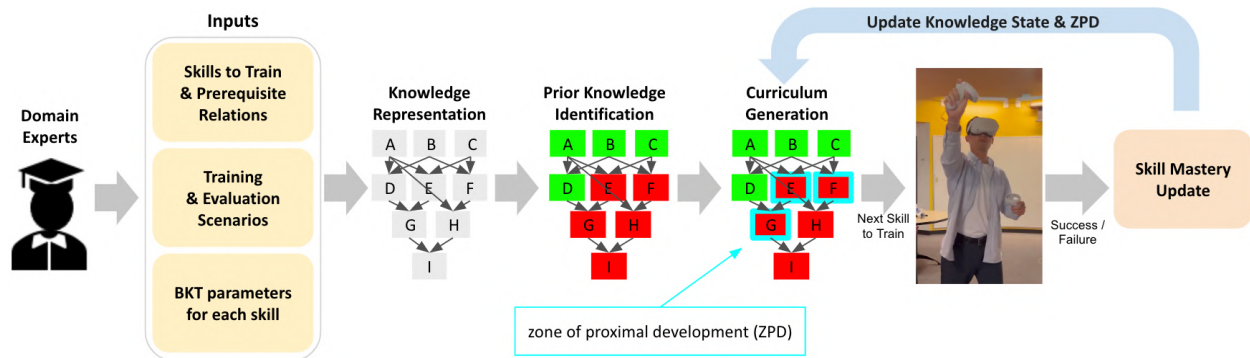 Inputs
Update Knowledge State & ZPD
Domain
Experts
Skills to Train
& Prerequisite
Relations
Training
& Evaluation
Scenarios
BKT parameters
for each skill
Knowledge
Representation
A B C
D E F
G H
I
Prior Knowledge
Identification
A B C
D E F
G H
I
Curriculum
Generation
A B C
D E F
G H
I
zone of proximal development (ZPD)
Next Skill
to Train
Success /
Failure
Skill Mastery
Update